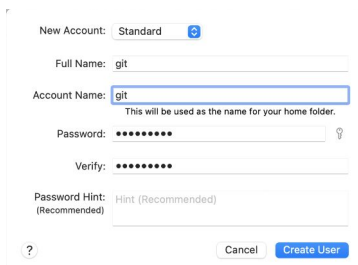 New Account: Standard
Full Name: git
Account Name: git
This will be used as the name for your home folder.
Password: •••••••••
Verify: •••••••••
Password Hint: Hint (Recommended)
(Recommended)
? Cancel Create User